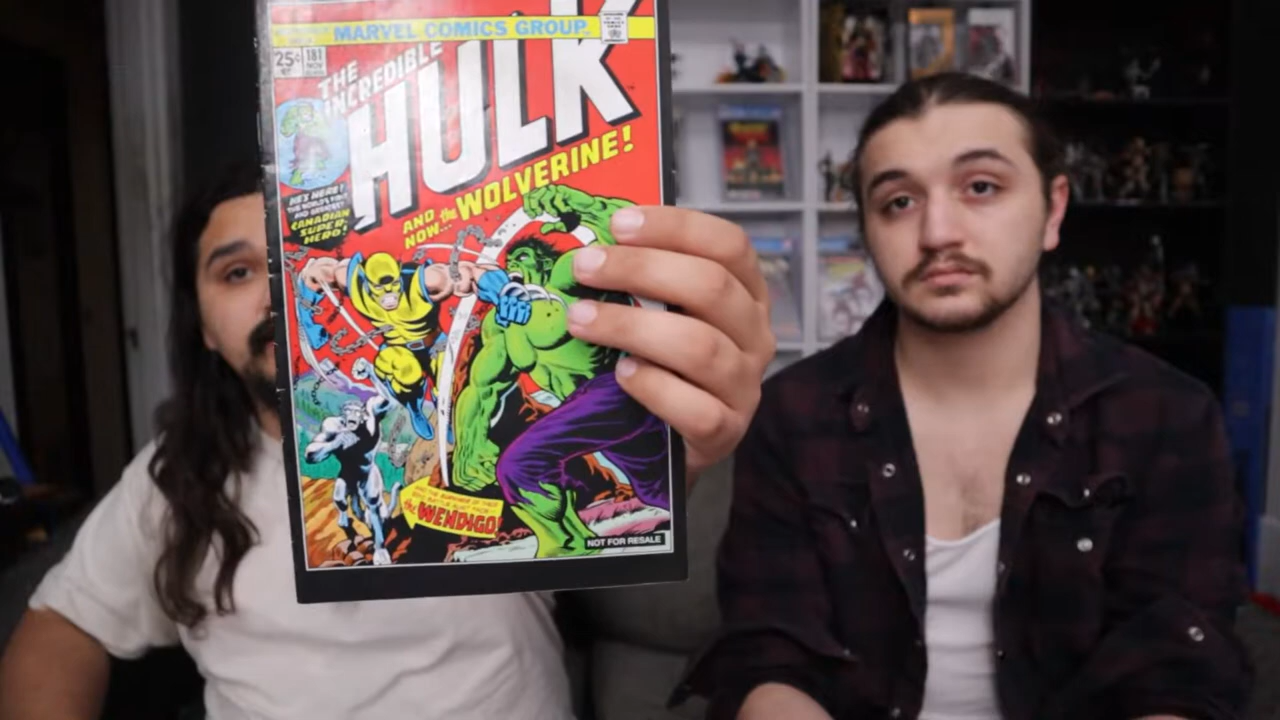 MARVEL COMICS GROUP
25¢ 181
NOV
THE
INCREDIBLE
HULK
AND
NOW...the WOLVERINE!
HE'S HERE!
THE WORLD'S FIRST
AND GREATEST
CANADIAN
SUPER-
HERO!
the WENDIGO!
NOT FOR RESALE